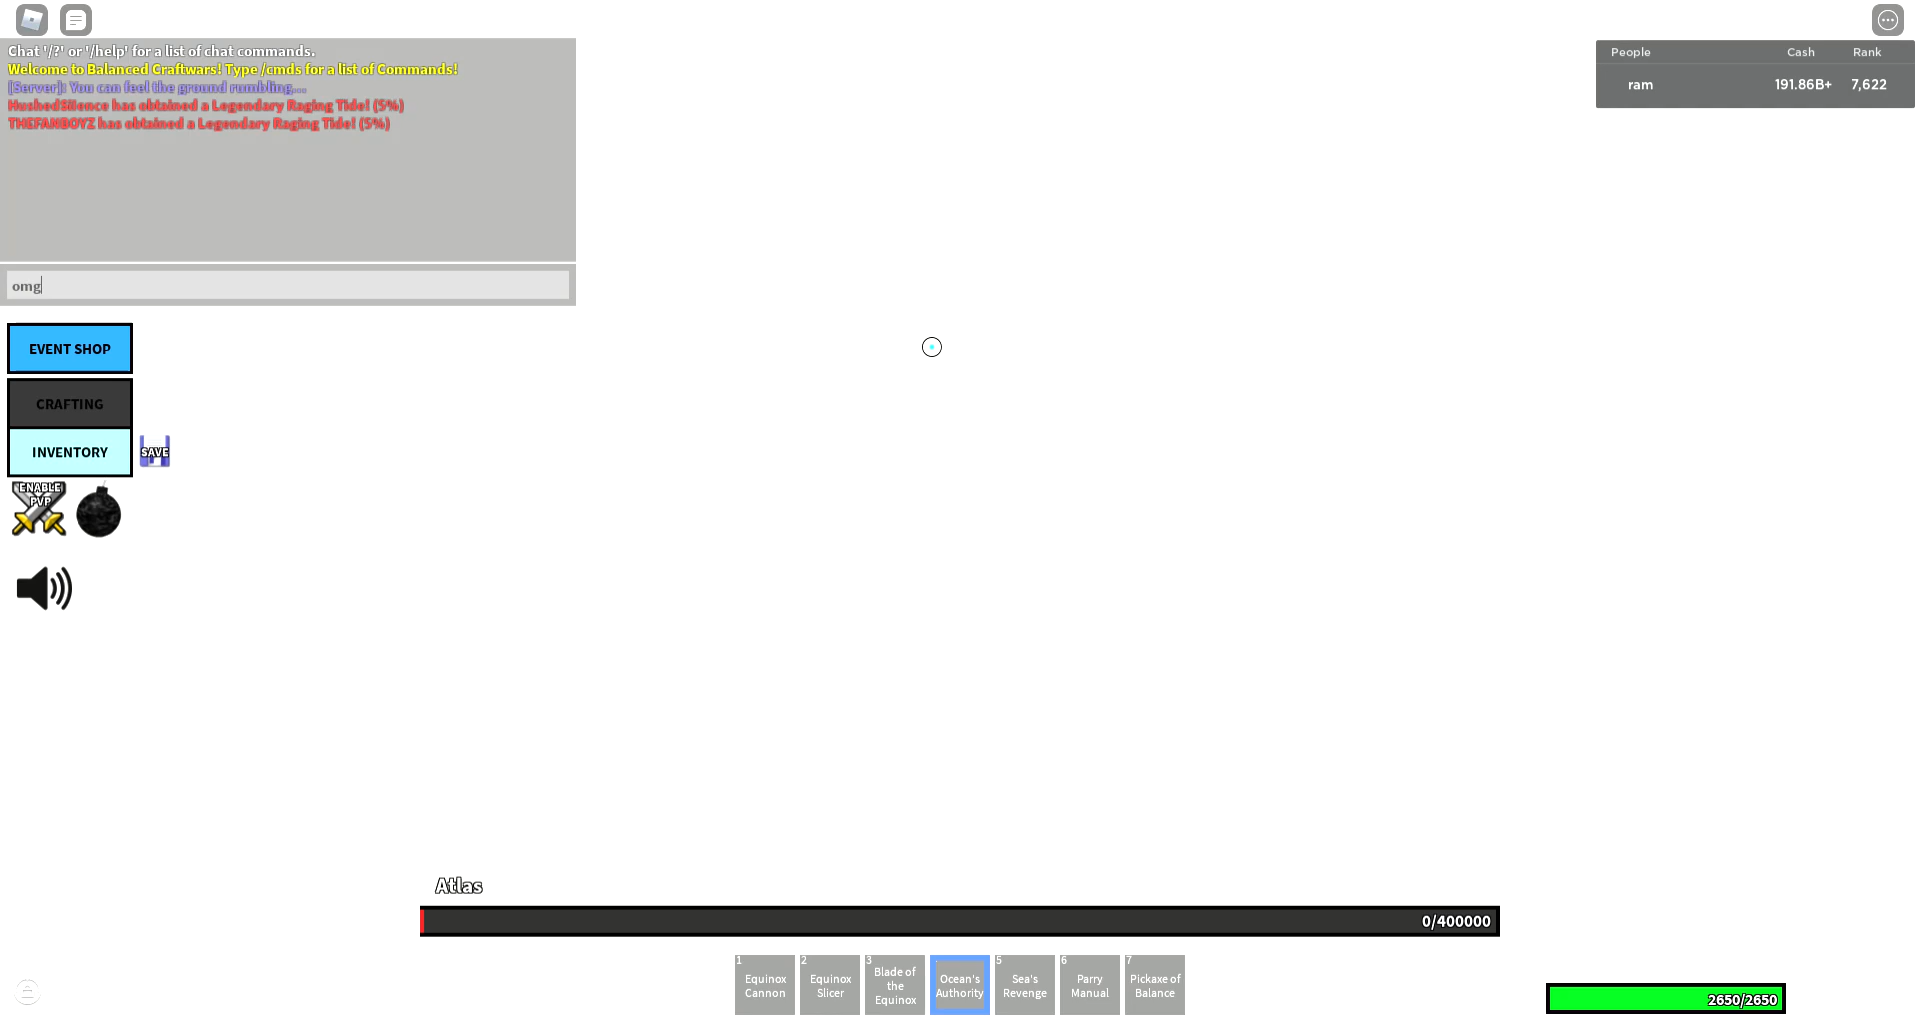 Chat '/?' or '/help' for a list of chat commands.
Welcome to Balanced Craftwars! Type /cmds for a list of Commands!
[Server]: You can feel the ground rumbling...
HushedSilence has obtained a Legendary Raging Tide! (5%)
THEFANBOYZ has obtained a Legendary Raging Tide! (5%)
omg
People Cash Rank
ram 191.86B+ 7,622
EVENT SHOP
CRAFTING
INVENTORY
SAVE
ENABLE
PVP
Atlas
0/400000
1
Equinox
Cannon
2
Equinox
Slicer
3
Blade of
the
Equinox
Ocean's
Authority
5
Sea's
Revenge
6
Parry
Manual
7
Pickaxe of
Balance
2650/2650